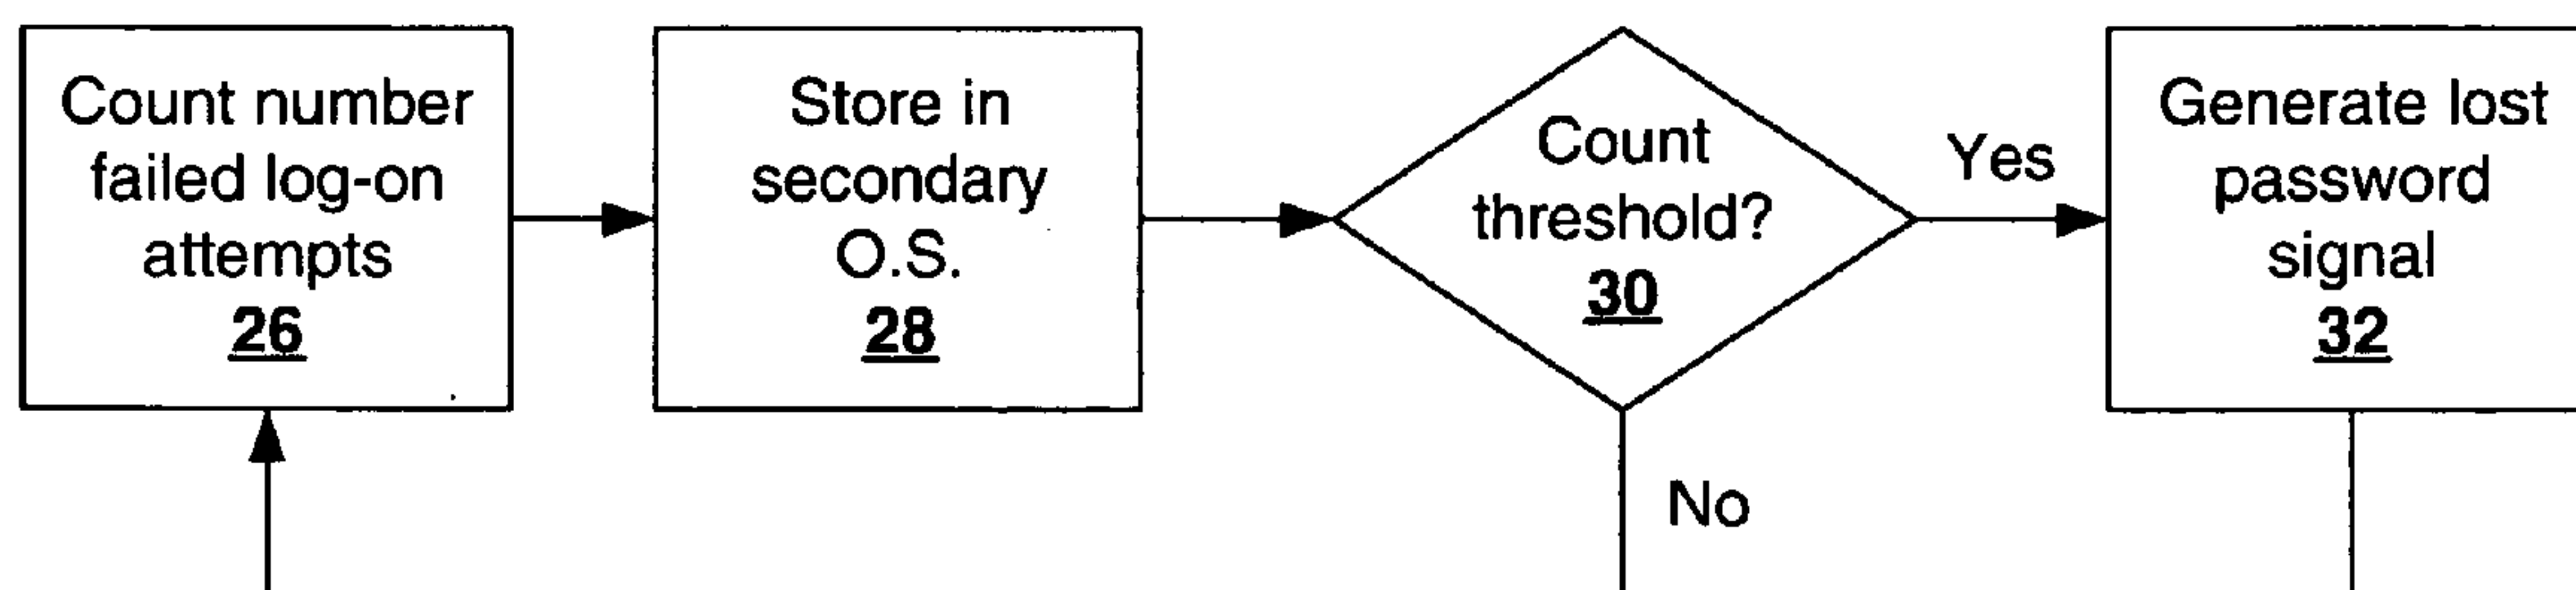 Count number
failed log-on
attempts
26
Store in
secondary
O.S.
28
Count
threshold?
30
Yes
Generate lost
password
signal
32
No